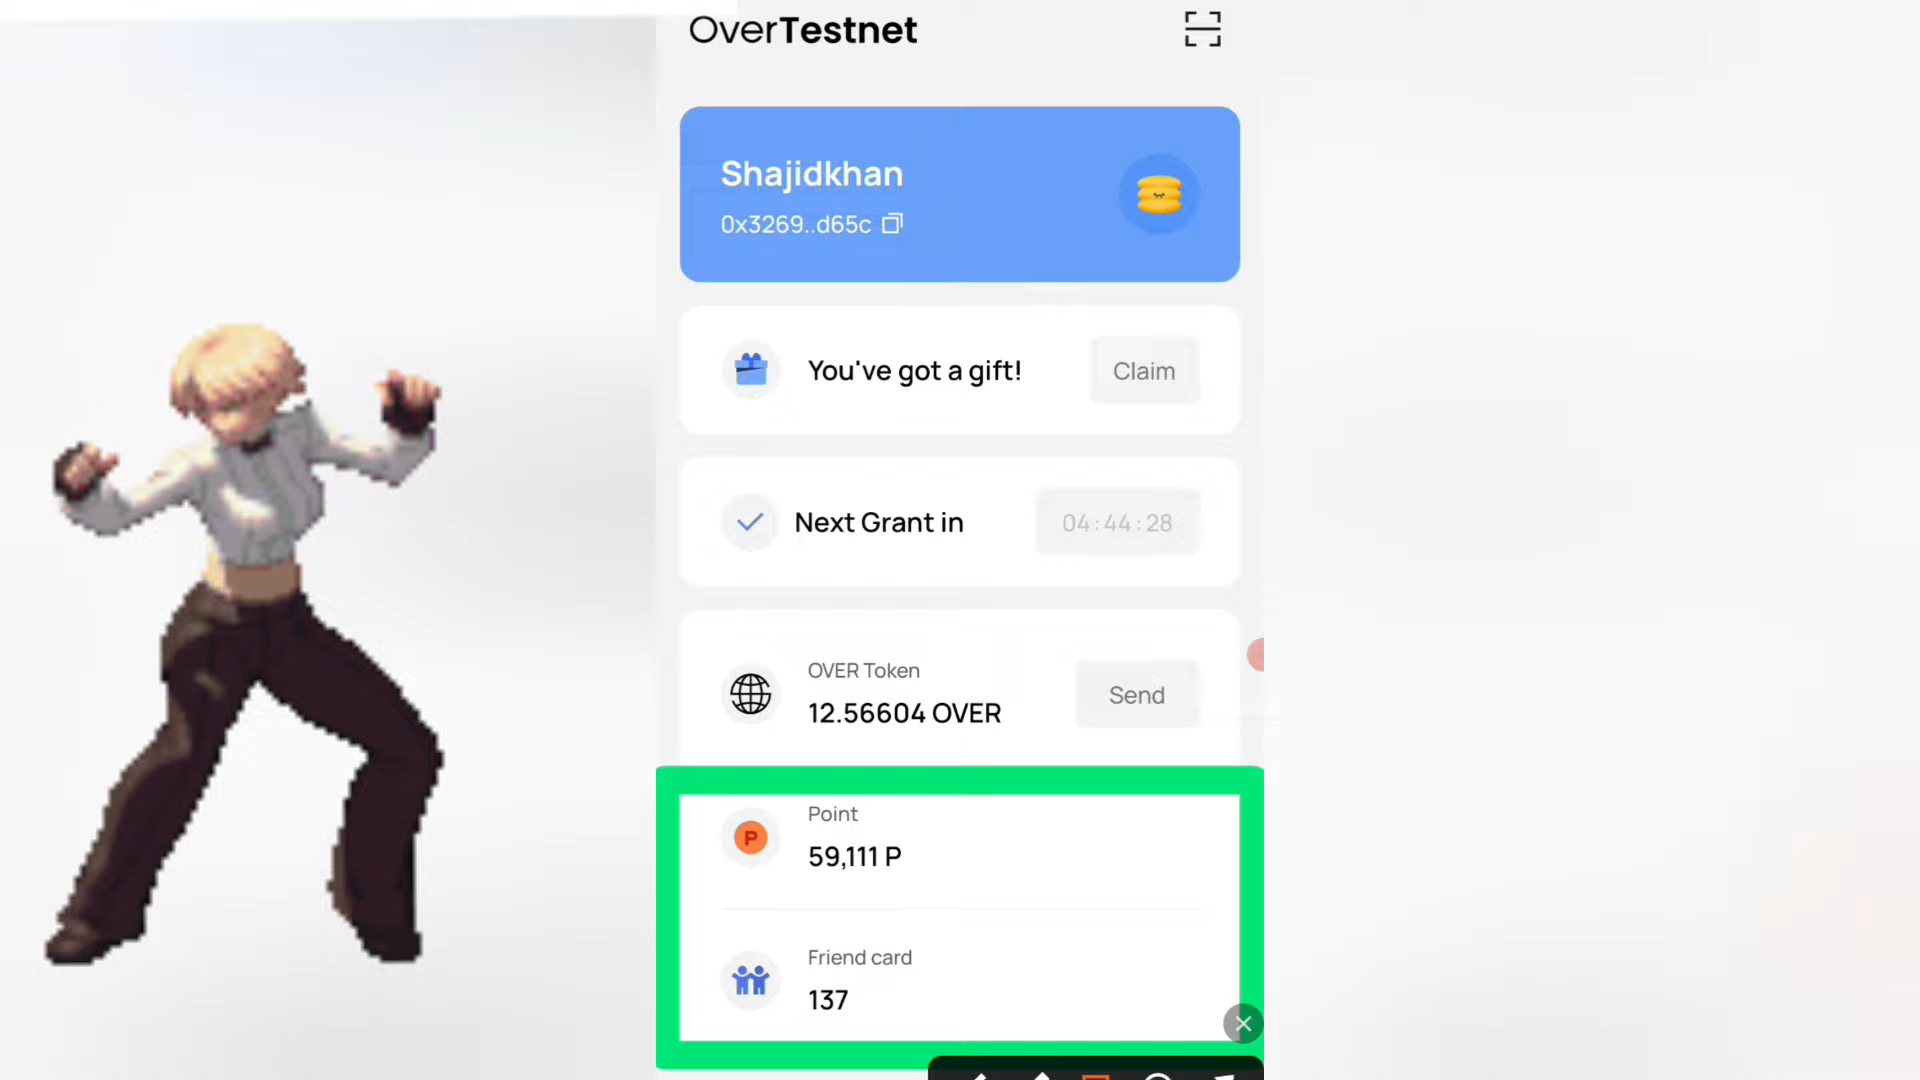 OverTestnet
Shajidkhan
0x3269..d65c
You've got a gift!
Claim
Next Grant in
04:44:28
OVER Token
12.56604 OVER
Send
Point
P
59,111 P
Friend card
137